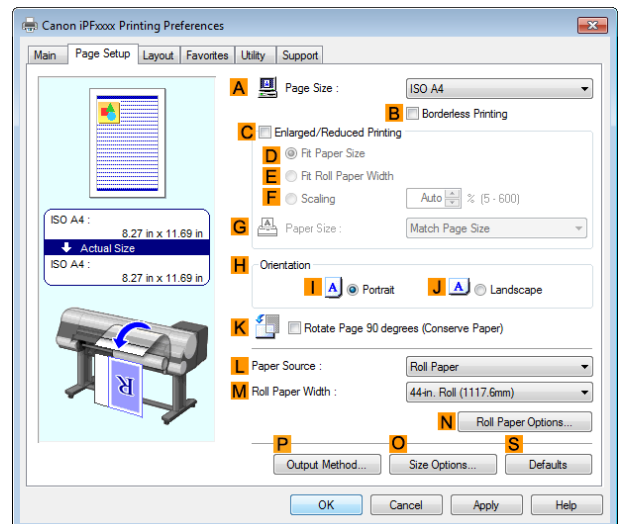 Canon iPFxxxx Printing Preferences
Main Page Setup Layout Favorites Utility Support
A Page Size : ISO A4
B Borderless Printing
C Enlarged/Reduced Printing
D Fit Paper Size
E Fit Roll Paper Width
F Scaling Auto % (5 - 600)
G A Paper Size : Match Page Size
ISO A4 :
8.27 in x 11.69 in
Actual Size
ISO A4 :
8.27 in x 11.69 in
H Orientation
I A Portrait J A Landscape
K Rotate Page 90 degrees (Conserve Paper)
R
L Paper Source : Roll Paper
M Roll Paper Width : 44-in. Roll (1117.6mm)
N Roll Paper Options...
P O S
Output Method... Size Options... Defaults
OK Cancel Apply Help